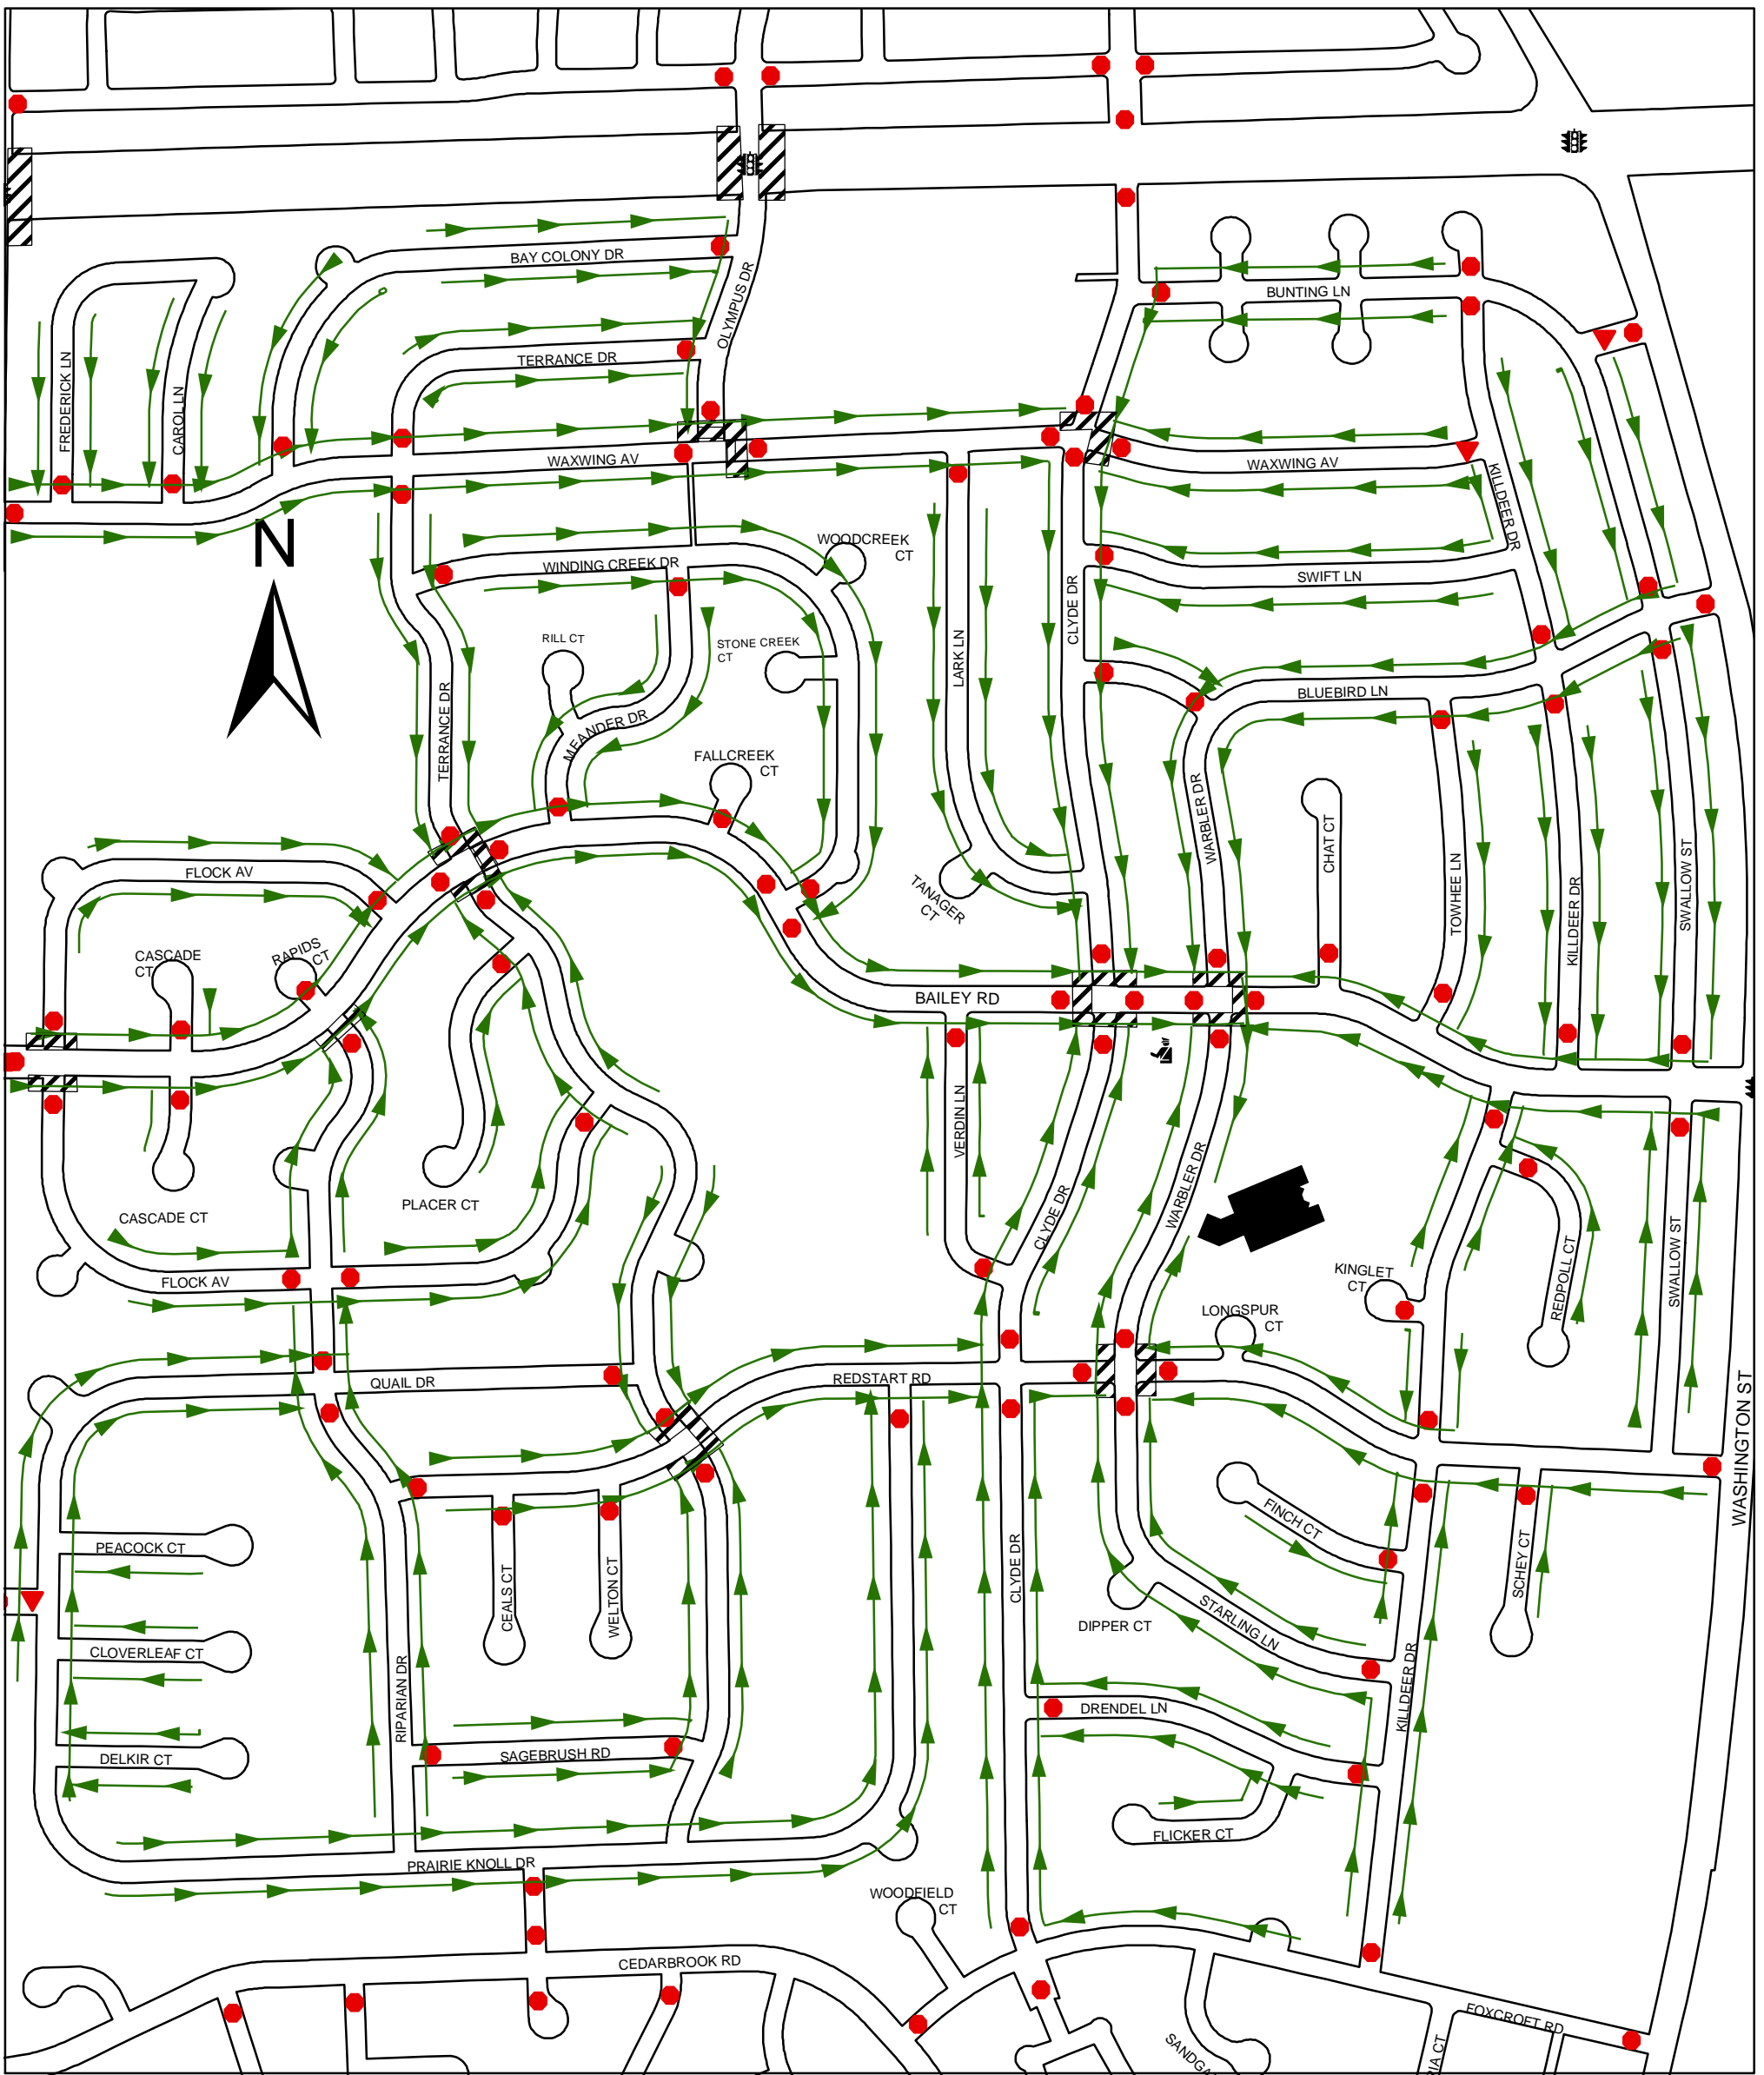 BAY COLONY DR
OLYMPUS DR
BUNTING LN
TERRANCE DR
FREDERICK LN
CAROL LN
WAXWING AV
WAXWING AV
KILLDEER DR
N
WOODCREEK
CT
WINDING CREEK DR
SWIFT LN
CLYDE DR
LARK LN
RILL CT
STONE CREEK
CT
TERRANCE DR
MEANDER DR
BLUEBIRD LN
FALLCREEK
CT
WARBLER DR
CHAT CT
TOWHEE LN
KILLDEER DR
SWALLOW ST
FLOCK AV
TANAGER
CT
CASCADE
CT
RAPIDS
CT
BAILEY RD
VERDIN LN
CLYDE DR
WARBLER DR
PLACER CT
CASCADE CT
KINGLET
CT
REDPOLL CT
SWALLOW ST
FLOCK AV
LONGSPUR
CT
QUAIL DR
REDSTART RD
WASHINGTON ST
FINCH CT
PEACOCK CT
CEALS CT
WELTON CT
CLYDE DR
SCHEY CT
STARLING LN
DIPPER CT
CLOVERLEAF CT
RIPARIAN DR
KILLDEER DR
DRENDEL LN
SAGEBRUSH RD
DELKIR CT
FLICKER CT
PRAIRIE KNOLL DR
WOODFIELD
CT
CEDARBROOK RD
FOXCROFT RD
SANDGA
RIA CT